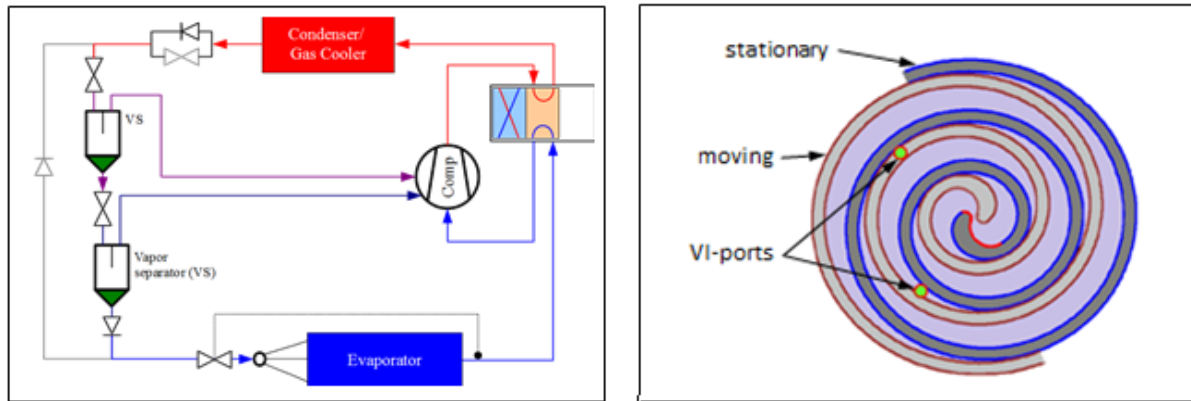 Condenser/
Gas Cooler
VS
Comp
Vapor
separator (VS)
Evaporator
stationary
moving
VI-ports